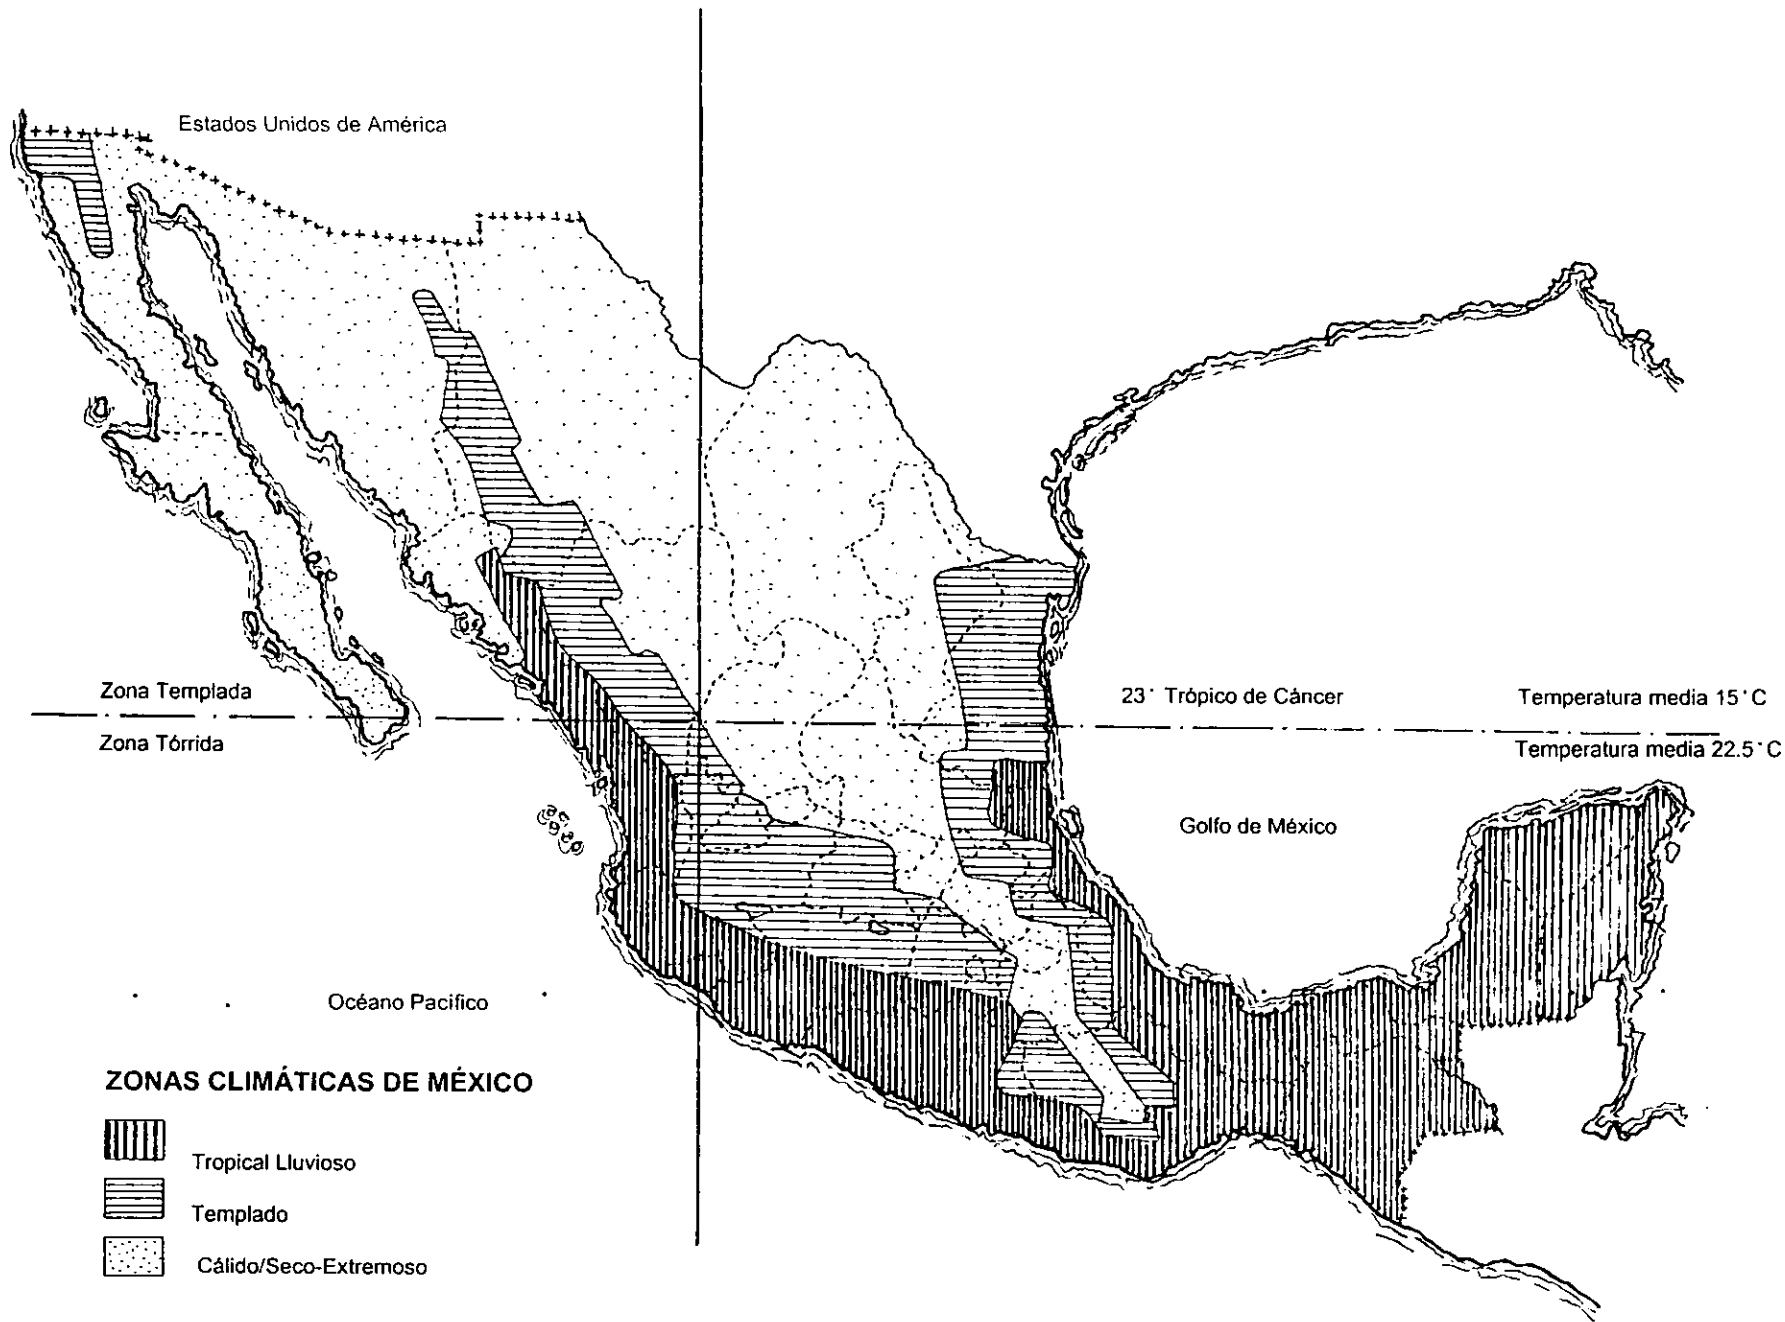 Estados Unidos de América
Zona Templada
23° Trópico de Cáncer
Temperatura media 15°C
Zona Tórrida
Temperatura media 22.5°C
Golfo de México
Océano Pacifico
ZONAS CLIMÁTICAS DE MÉXICO
Tropical Lluvioso
Templado
Cálido/Seco-Extremoso